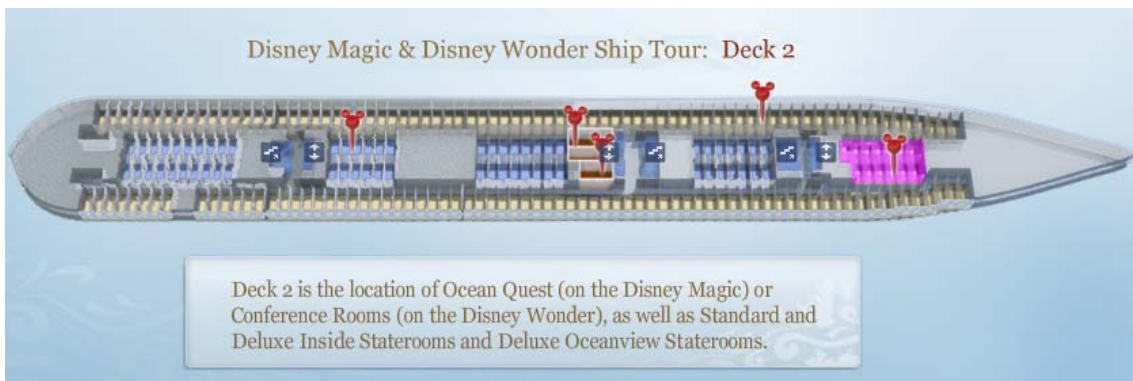 Disney Magic & Disney Wonder Ship Tour: Deck 2
Deck 2 is the location of Ocean Quest (on the Disney Magic) or
Conference Rooms (on the Disney Wonder), as well as Standard and
Deluxe Inside Staterooms and Deluxe Oceanview Staterooms.